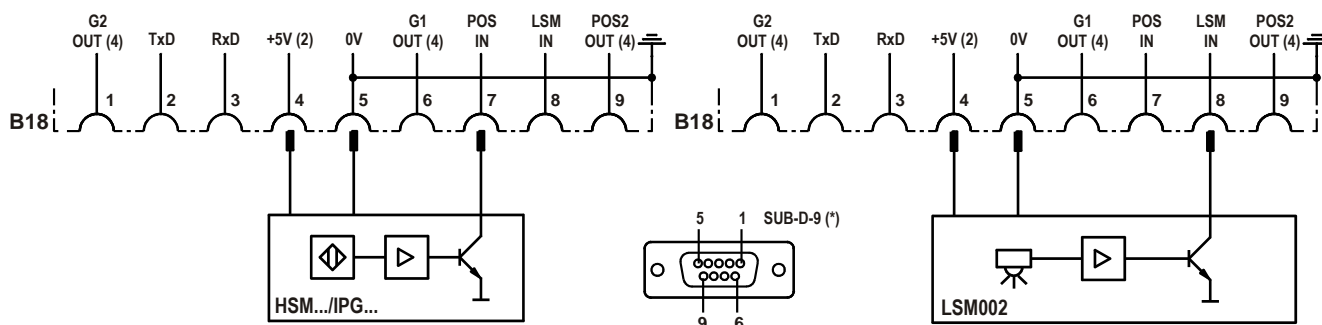 G2 OUT (4) TxD RxD +5V (2) 0V G1 OUT (4) POS IN LSM IN POS2 OUT (4)
1 2 3 4 5 6 7 8 9
B18
HSM.../IPG...
5 1 SUB-D-9 (*)
9 6
G2 OUT (4) TxD RxD +5V (2) 0V G1 OUT (4) POS IN LSM IN POS2 OUT (4)
1 2 3 4 5 6 7 8 9
B18
LSM002